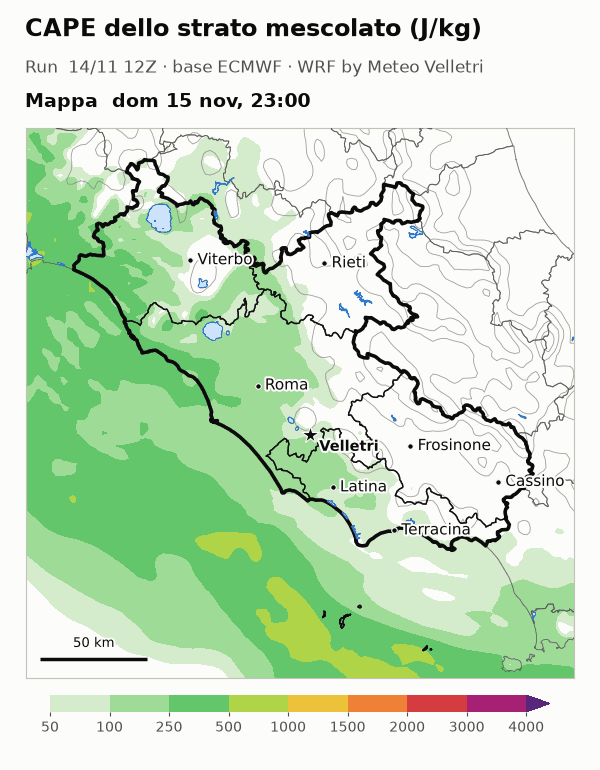 CAPE dello strato mescolato (J/kg)
Run 14/11 12Z · base ECMWF · WRF by Meteo Velletri
Mappa dom 15 nov, 23:00
Viterbo
Rieti
Roma
Velletri
Frosinone
Latina
Cassino
Terracina
50 km
50 100 250 500 1000 1500 2000 3000 4000